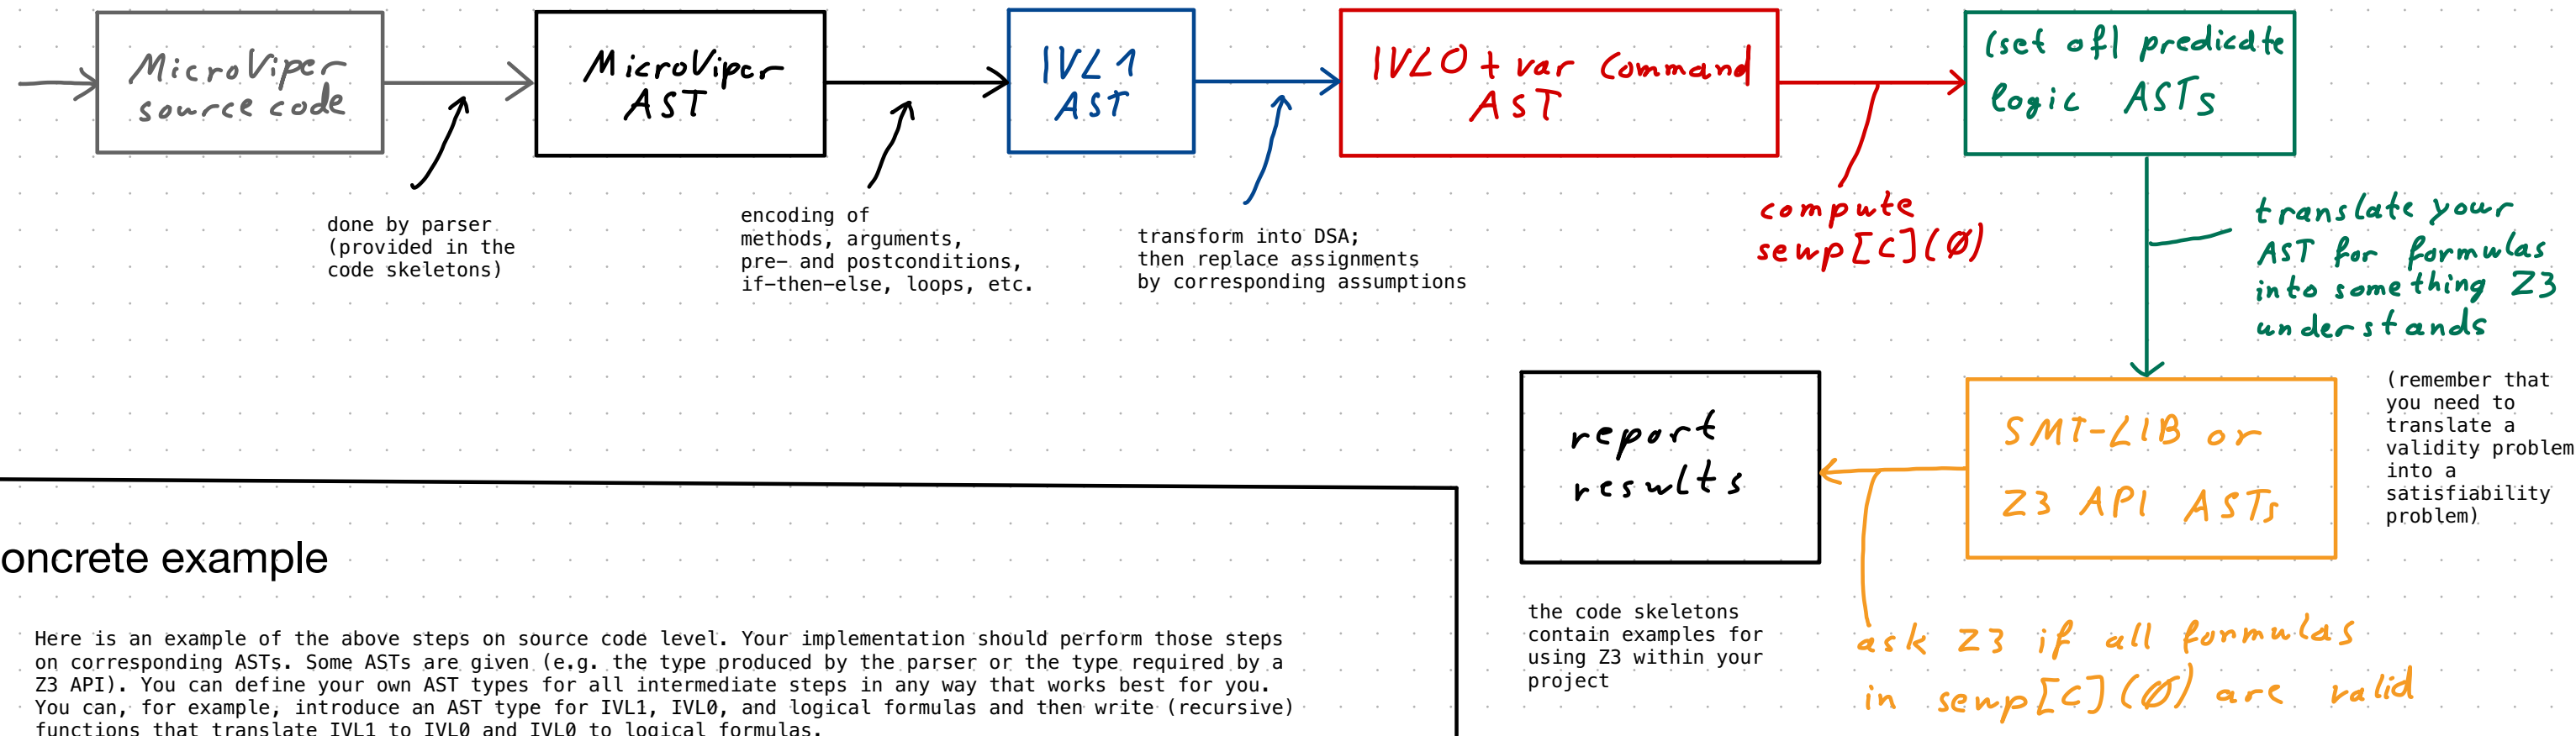 MicroViper
source code
MicroViper
AST
IVL1
AST
IVL0 + var Command
AST
(set of) predicate
logic ASTs
done by parser
(provided in the
code skeletons)
encoding of
methods, arguments,
pre- and postconditions,
if-then-else, loops, etc.
transform into DSA;
then replace assignments
by corresponding assumptions
compute
sewp[C](Ø)
translate your
AST for formulas
into something Z3
understands
report
results
SMT-LIB or
Z3 API ASTs
(remember that
you need to
translate a
validity problem
into a
satisfiability
problem)
the code skeletons
contain examples for
using Z3 within your
project
ask Z3 if all formulas
in sewp[C](Ø) are valid
oncrete example
Here is an example of the above steps on source code level. Your implementation should perform those steps
on corresponding ASTs. Some ASTs are given (e.g. the type produced by the parser or the type required by a
Z3 API). You can define your own AST types for all intermediate steps in any way that works best for you.
You can, for example, introduce an AST type for IVL1, IVL0, and logical formulas and then write (recursive)
functions that translate IVL1 to IVL0 and IVL0 to logical formulas.